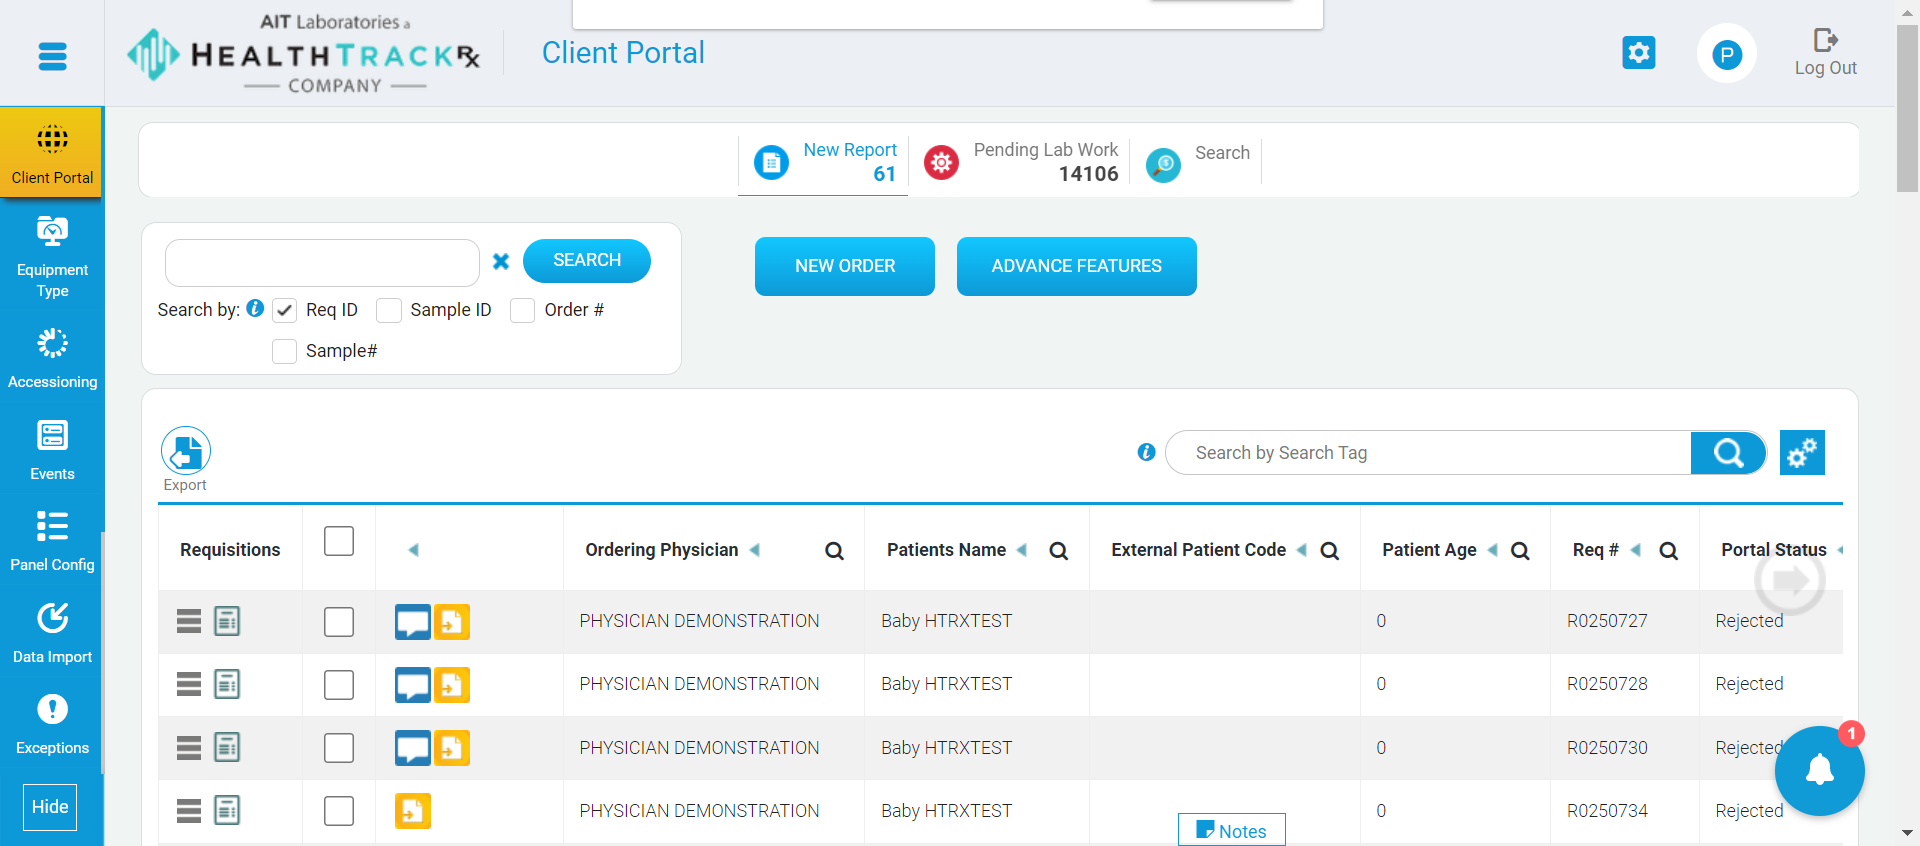 AIT Laboratories a
HEALTHTRACKRx
COMPANY
Client Portal
P
Log Out
Client Portal
Equipment
Type
Accessioning
Events
Panel Config
Data Import
Exceptions
Hide
New Report
61
Pending Lab Work
14106
Search
SEARCH
Search by: i Req ID Sample ID Order #
Sample#
NEW ORDER
ADVANCE FEATURES
Export
i Search by Search Tag
Requisitions Ordering Physician Patients Name External Patient Code Patient Age Req # Portal Status
PHYSICIAN DEMONSTRATION Baby HTRXTEST 0 R0250727 Rejected
PHYSICIAN DEMONSTRATION Baby HTRXTEST 0 R0250728 Rejected
PHYSICIAN DEMONSTRATION Baby HTRXTEST 0 R0250730 Rejected
PHYSICIAN DEMONSTRATION Baby HTRXTEST 0 R0250734 Rejected
1
Notes